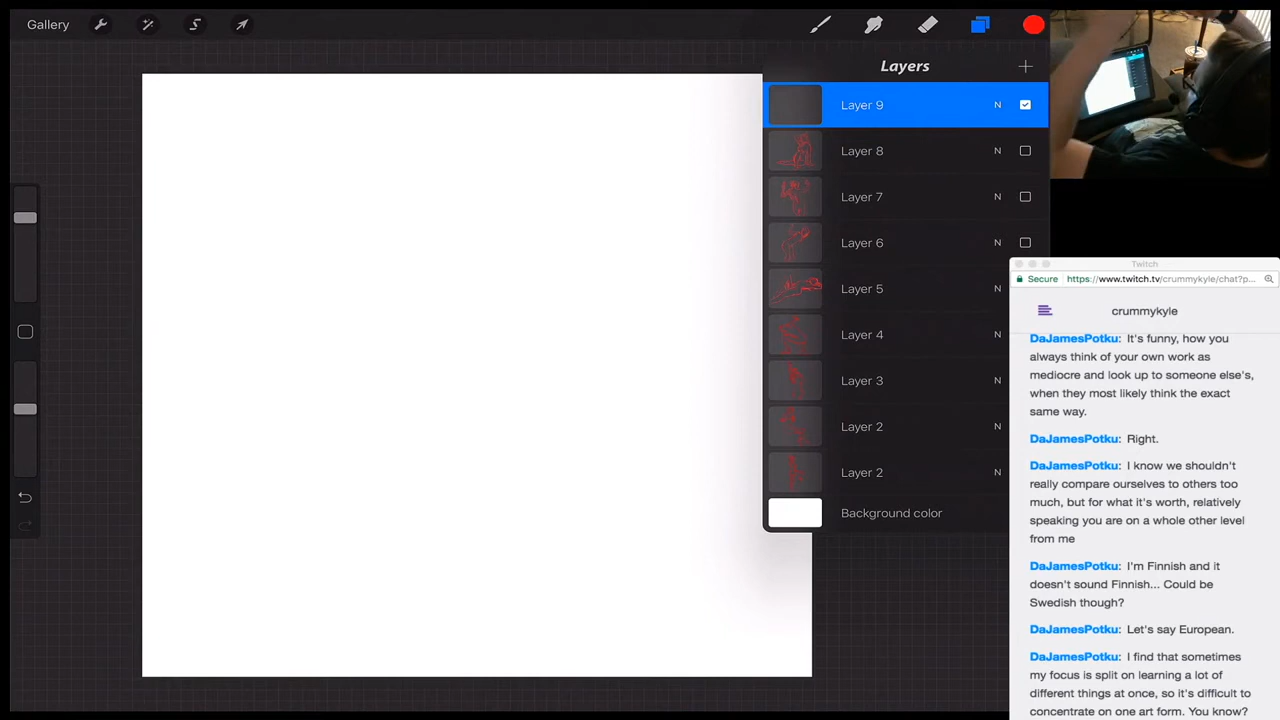 Gallery
Layers
Layer 9 N
Layer 8 N
Layer 7 N
Layer 6 N
Layer 5 N
Layer 4 N
Layer 3 N
Layer 2 N
Layer 2 N
Background color
Twitch
Secure https://www.twitch.tv/crummykyle/chat?p...
crummykyle
DaJamesPotku: It's funny, how you
always think of your own work as
mediocre and look up to someone else's,
when they most likely think the exact
same way.
DaJamesPotku: Right.
DaJamesPotku: I know we shouldn't
really compare ourselves to others too
much, but for what it's worth, relatively
speaking you are on a whole other level
from me
DaJamesPotku: I'm Finnish and it
doesn't sound Finnish... Could be
Swedish though?
DaJamesPotku: Let's say European.
DaJamesPotku: I find that sometimes
my focus is split on learning a lot of
different things at once, so it's difficult to
concentrate on one art form. You know?